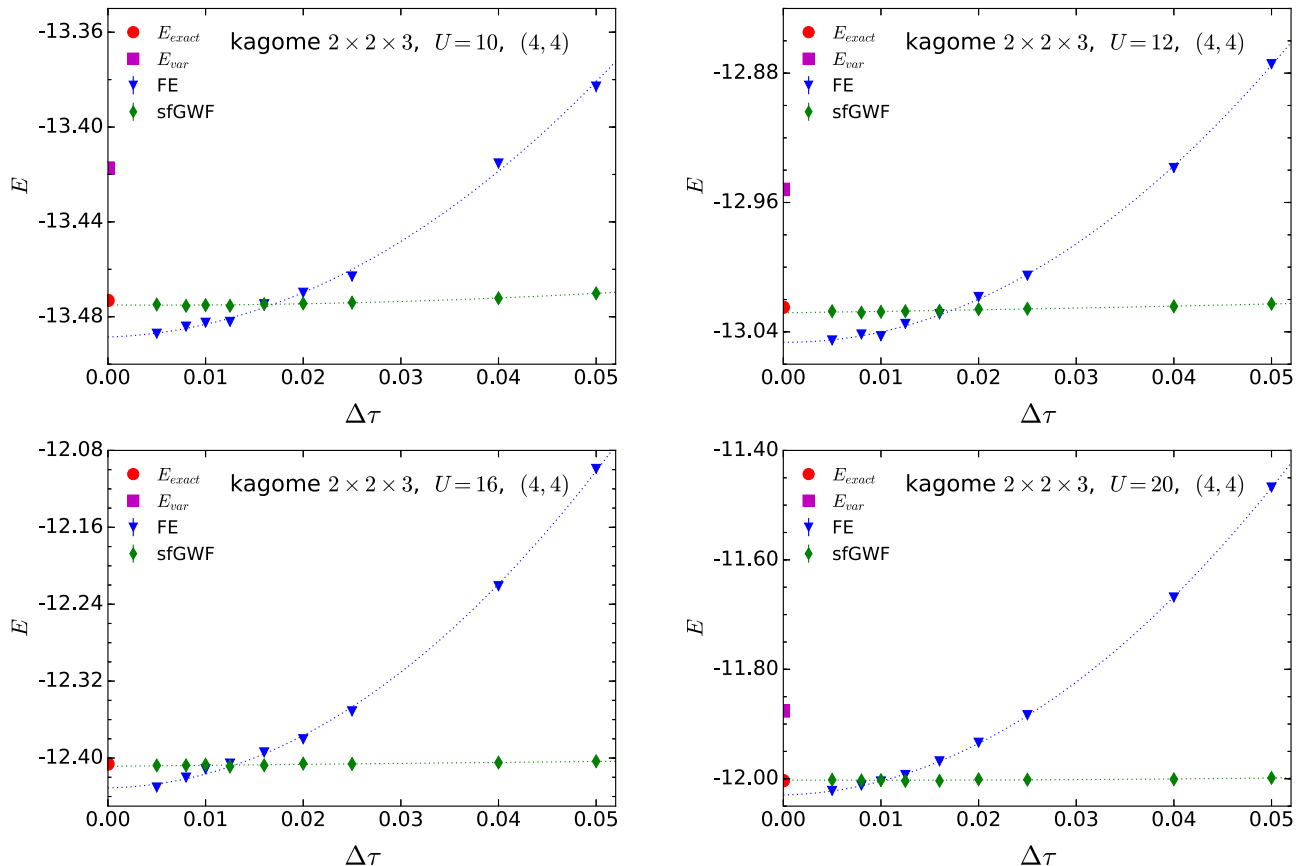 kagome 2 × 2 × 3, U = 10, (4, 4)
E_exact
E_var
FE
sfGWF
-13.36
-13.40
-13.44
-13.48
E
0.00 0.01 0.02 0.03 0.04 0.05
Δτ
kagome 2 × 2 × 3, U = 12, (4, 4)
E_exact
E_var
FE
sfGWF
-12.88
-12.96
-13.04
E
0.00 0.01 0.02 0.03 0.04 0.05
Δτ
kagome 2 × 2 × 3, U = 16, (4, 4)
E_exact
E_var
FE
sfGWF
-12.08
-12.16
-12.24
-12.32
-12.40
E
0.00 0.01 0.02 0.03 0.04 0.05
Δτ
kagome 2 × 2 × 3, U = 20, (4, 4)
E_exact
E_var
FE
sfGWF
-11.40
-11.60
-11.80
-12.00
E
0.00 0.01 0.02 0.03 0.04 0.05
Δτ